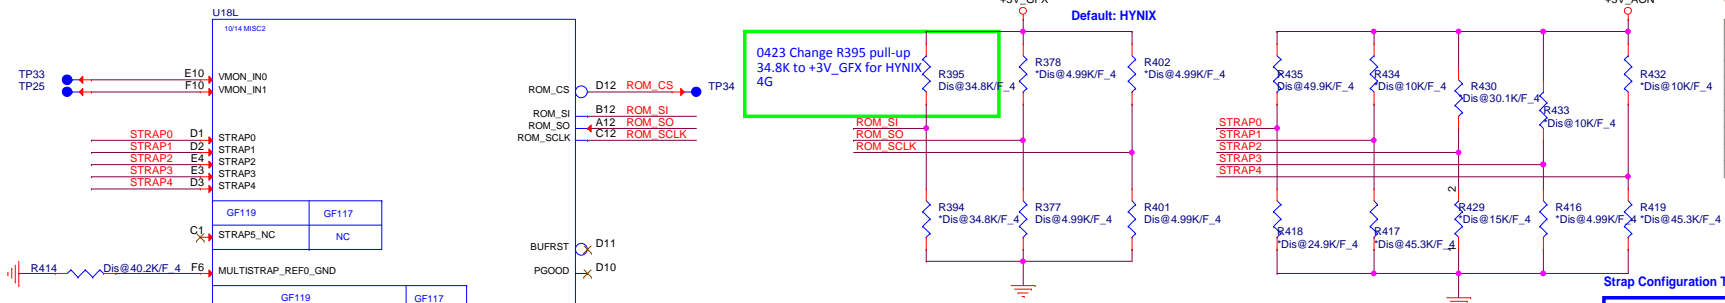 U18L
10/14 MISC2
TP33
TP25
E10
F10
VMON_IN0
VMON_IN1
STRAP0
STRAP1
STRAP2
STRAP3
STRAP4
D1
D2
E4
E3
D3
STRAP0
STRAP1
STRAP2
STRAP3
STRAP4
GF119
GF117
C1
STRAP5_NC
NC
R414
Dis@40.2K/F_4
F6
MULTISTRAP_REF0_GND
GF119
GF117
ROM_CS
ROM_SI
ROM_SO
ROM_SCLK
D12
B12
A12
C12
ROM_CS
ROM_SI
ROM_SO
ROM_SCLK
TP34
BUFRST
PGOOD
D11
D10
+3V_GFX
Default: HYNIX
0423 Change R395 pull-up
34.8K to +3V_GFX for HYNIX
4G
R395
Dis@34.8K/F_4
R378
*Dis@4.99K/F_4
R402
*Dis@4.99K/F_4
ROM_SI
ROM_SO
ROM_SCLK
R394
*Dis@34.8K/F_4
R377
Dis@4.99K/F_4
R401
Dis@4.99K/F_4
+3V_AON
R435
Dis@49.9K/F_4
R434
*Dis@10K/F_4
R430
*Dis@30.1K/F_4
R433
*Dis@10K/F_4
R432
*Dis@10K/F_4
STRAP0
STRAP1
STRAP2
STRAP3
STRAP4
2
1
R418
*Dis@24.9K/F_4
R417
*Dis@45.3K/F_4
R429
*Dis@15K/F_4
R416
*Dis@4.99K/F_4
R419
*Dis@45.3K/F_4
Strap Configuration T